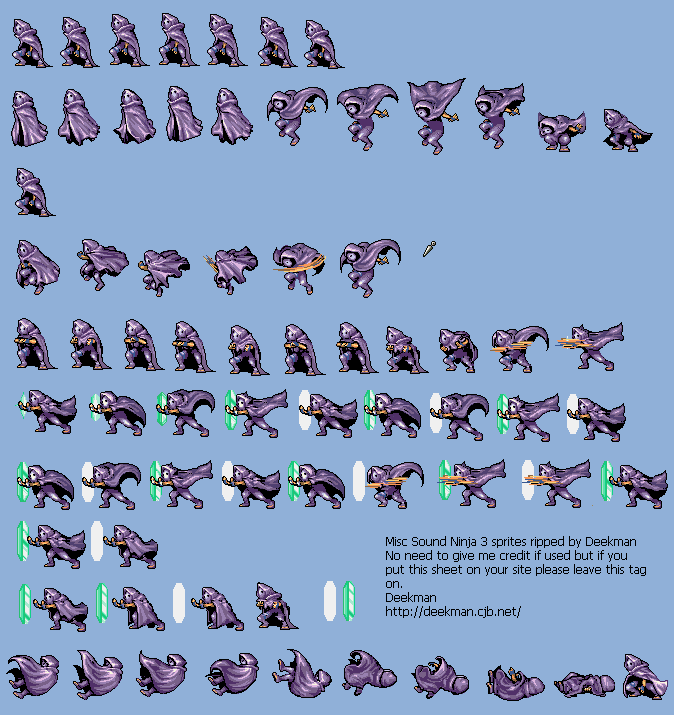 Misc Sound Ninja 3 sprites ripped by Deekman
No need to give me credit if used but if you
put this sheet on your site please leave this tag
on.
Deekman
http://deekman.cjb.net/